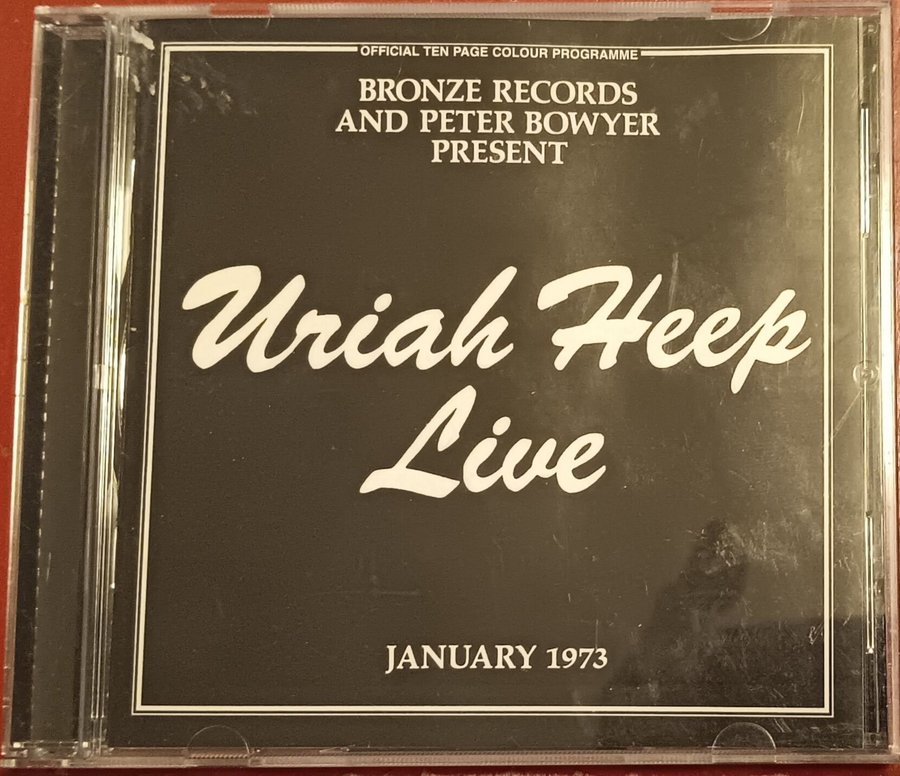 OFFICIAL TEN PAGE COLOUR PROGRAMME
BRONZE RECORDS
AND PETER BOWYER
PRESENT
Uriah Heep
Live
JANUARY 1973